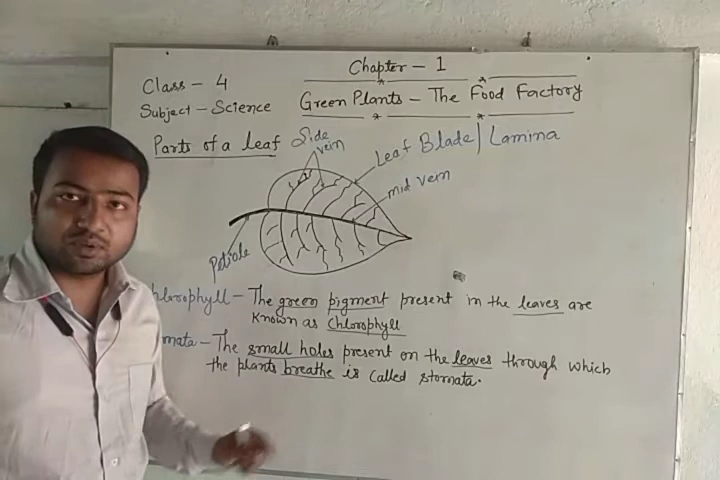 Chapter - 1
Class - 4
Subject - Science
Green Plants - The Food Factory
Parts of a leaf
Side
vein
Leaf Blade/Lamina
mid vein
Petiole
hlorophyll - The green pigment present in the leaves are
known as Chlorophyll
mata - The small holes present on the leaves through which
the plants breathe is called stomata.